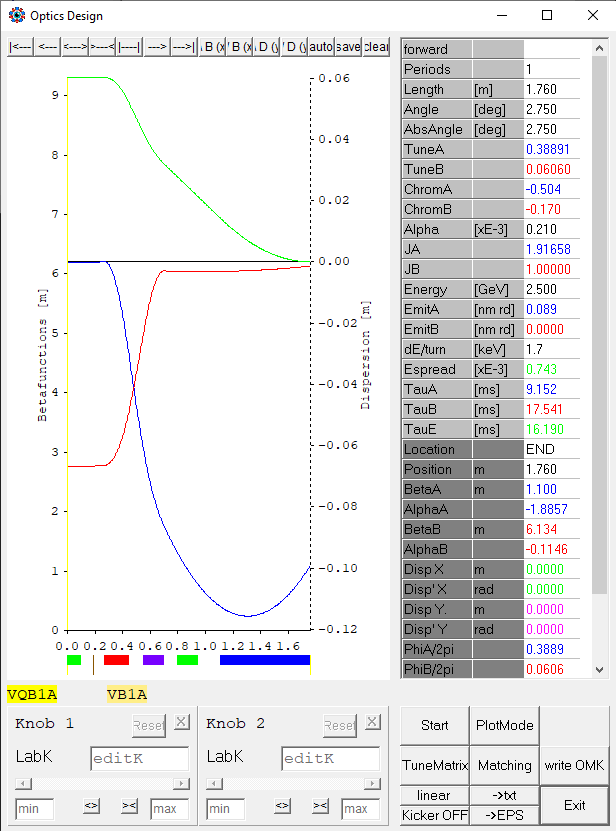 Optics Design
|<--- <--- <---> >---< |----| ---> --->| B (x B (x D (y D (y auto save clear
forward
Periods 1
Length [m] 1.760
Angle [deg] 2.750
AbsAngle [deg] 2.750
TuneA 0.38891
TuneB 0.06060
ChromA -0.504
ChromB -0.170
Alpha [xE-3] 0.210
JA 1.91658
JB 1.00000
Energy [GeV] 2.500
EmitA [nm rd] 0.089
EmitB [nm rd] 0.0000
dE/turn [keV] 1.7
Espread [xE-3] 0.743
TauA [ms] 9.152
TauB [ms] 17.541
TauE [ms] 16.190
Location END
Position m 1.760
BetaA m 1.100
AlphaA -1.8857
BetaB m 6.134
AlphaB -0.1146
Disp X m 0.0000
Disp' X rad 0.0000
Disp Y. m 0.0000
Disp' Y rad 0.0000
PhiA/2pi 0.3889
PhiB/2pi 0.0606
Betafunctions [m]
9
8
7
6
5
4
3
2
1
0
0.06
0.04
0.02
0.00
-0.02
-0.04
-0.06
-0.08
-0.10
-0.12
Dispersion [m]
0.0 0.2 0.4 0.6 0.8 1.0 1.2 1.4 1.6
VQB1A VB1A
Knob 1 Reset X
LabK editK
min <> >< max
Knob 2 Reset X
LabK editK
min <> >< max
Start PlotMode
TuneMatrix Matching write OMK
linear ->txt
Kicker OFF ->EPS Exit